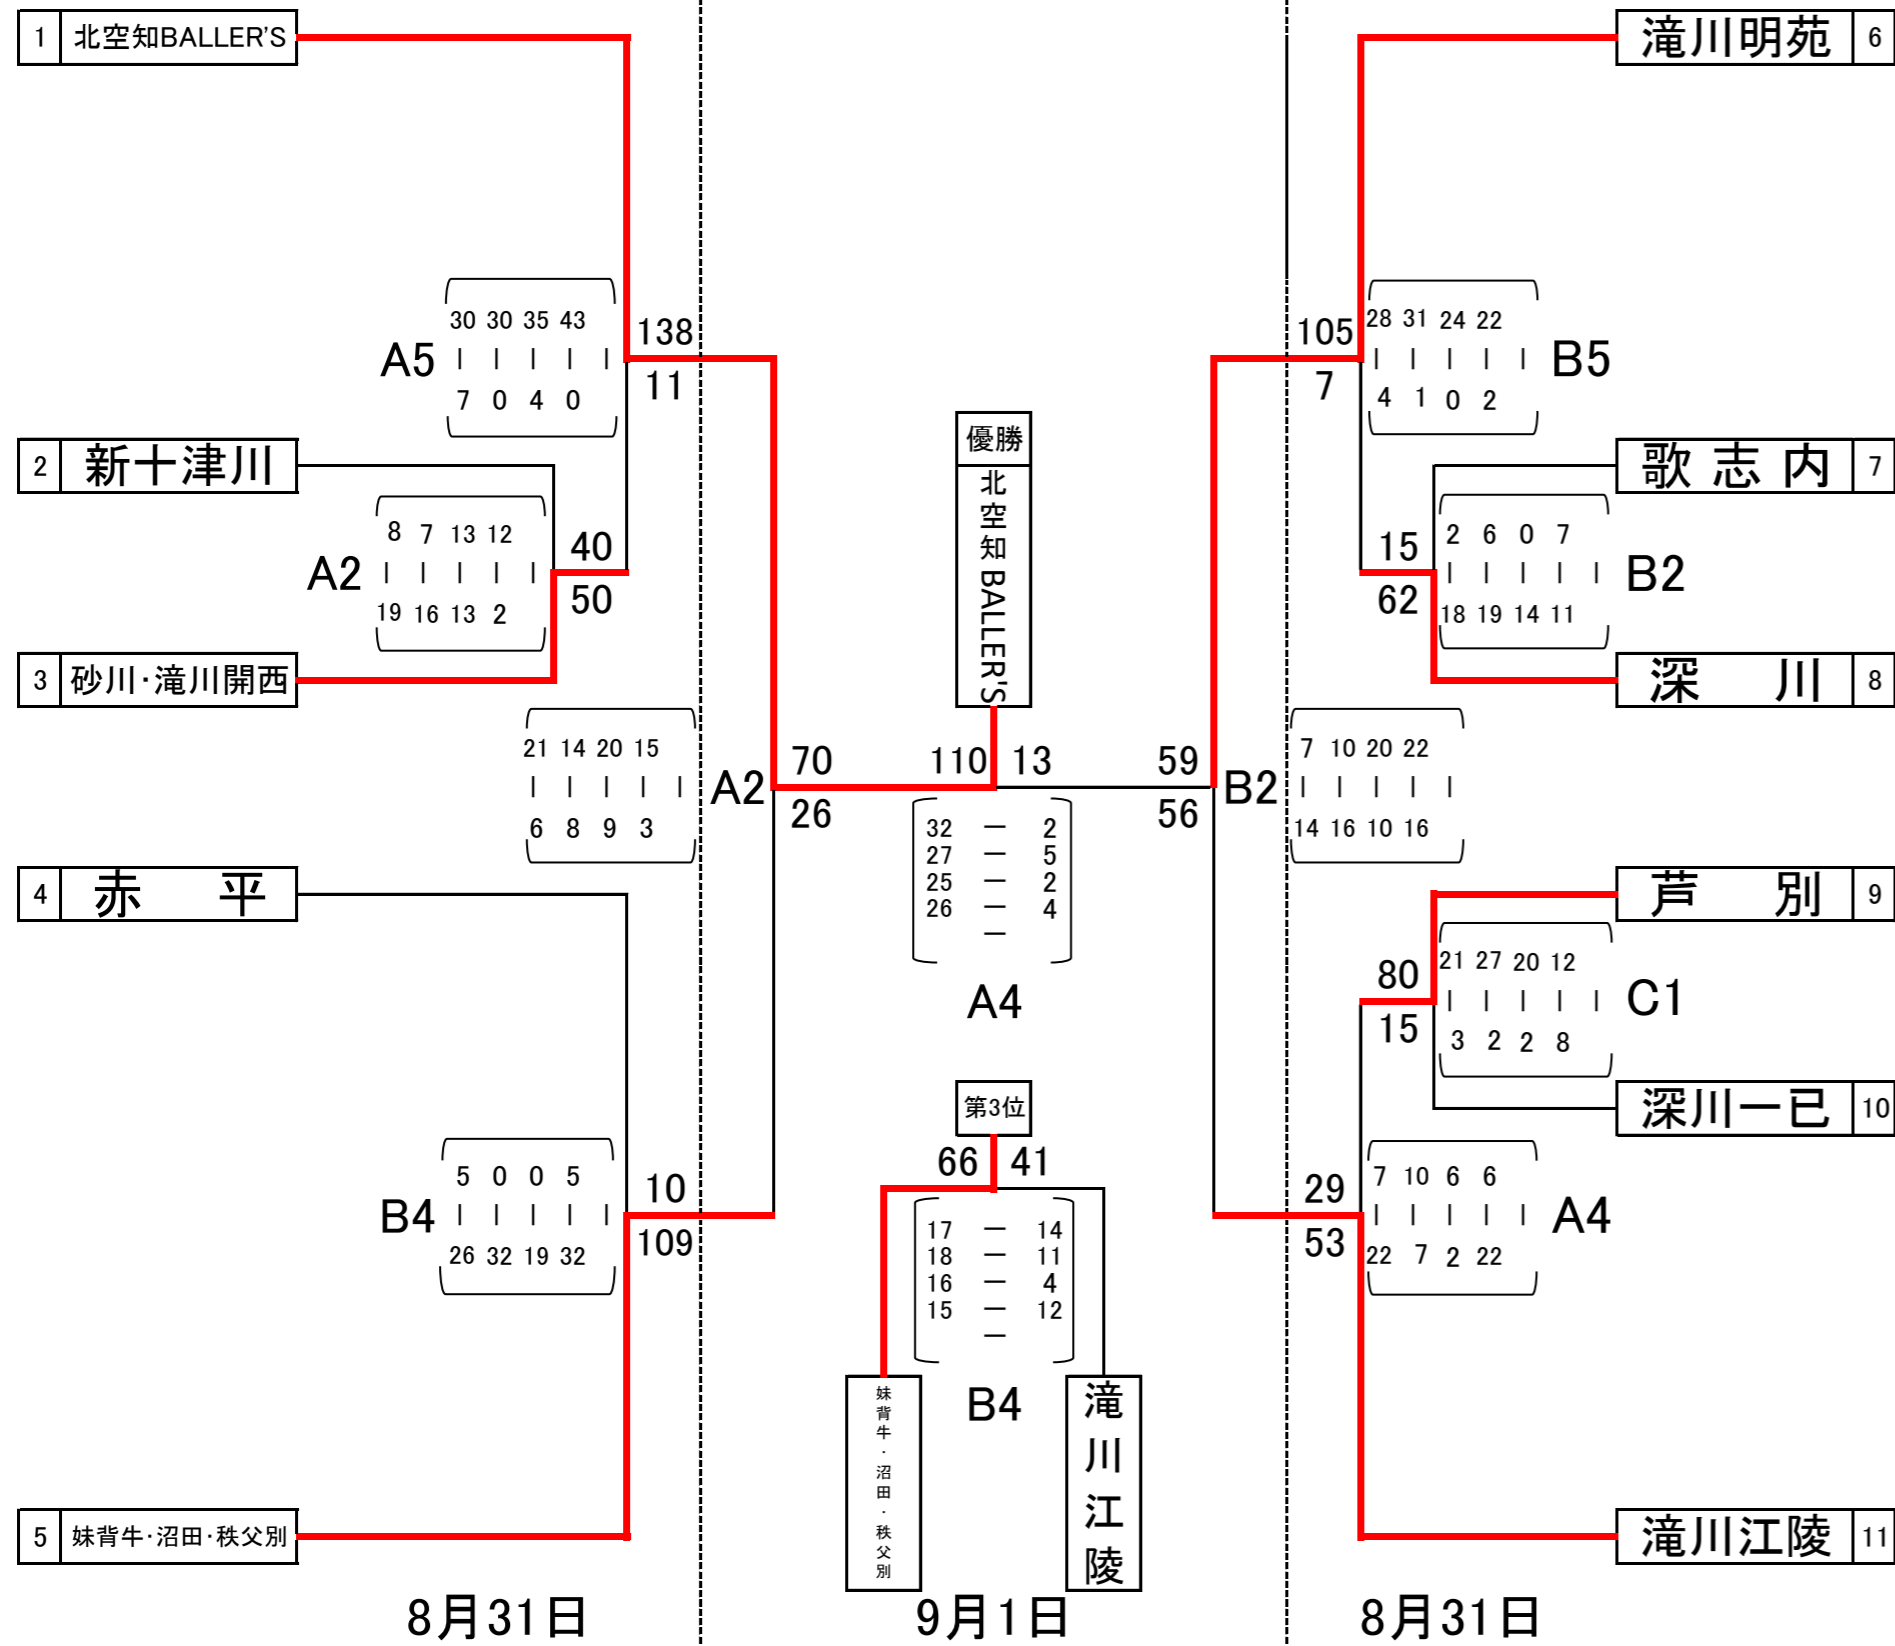 1 北空知BALLER'S
30 30 35 43
A5
7 0 4 0
138
11
2 新十津川
8 7 13 12
A2
19 16 13 2
40
50
3 砂川・滝川開西
21 14 20 15
A2
6 8 9 3
70
26
4 赤 平
5 0 0 5
B4
26 32 19 32
10
109
5 妹背牛・沼田・秩父別
8月31日
優勝
北空知BALLER'S
110 13
32 — 2
27 — 5
25 — 2
26 — 4
—
A4
第3位
66 41
17 — 14
18 — 11
16 — 4
15 — 12
—
B4
妹背牛・沼田・秩父別
滝川江陵
9月1日
滝川明苑 6
105
7
28 31 24 22
B5
4 1 0 2
歌志内 7
15
62
2 6 0 7
B2
18 19 14 11
深 川 8
59
56
B2
7 10 20 22
14 16 10 16
芦 別 9
80
15
21 27 20 12
C1
3 2 2 8
深川一已 10
29
53
7 10 6 6
A4
22 7 2 22
滝川江陵 11
8月31日